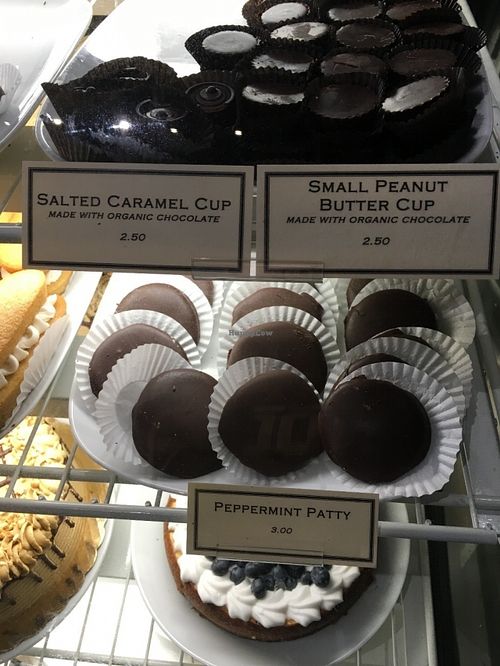 Salted Caramel Cup
made with organic chocolate
2.50
Small Peanut
Butter Cup
made with organic chocolate
2.50
HappyCow
Peppermint Patty
3.00